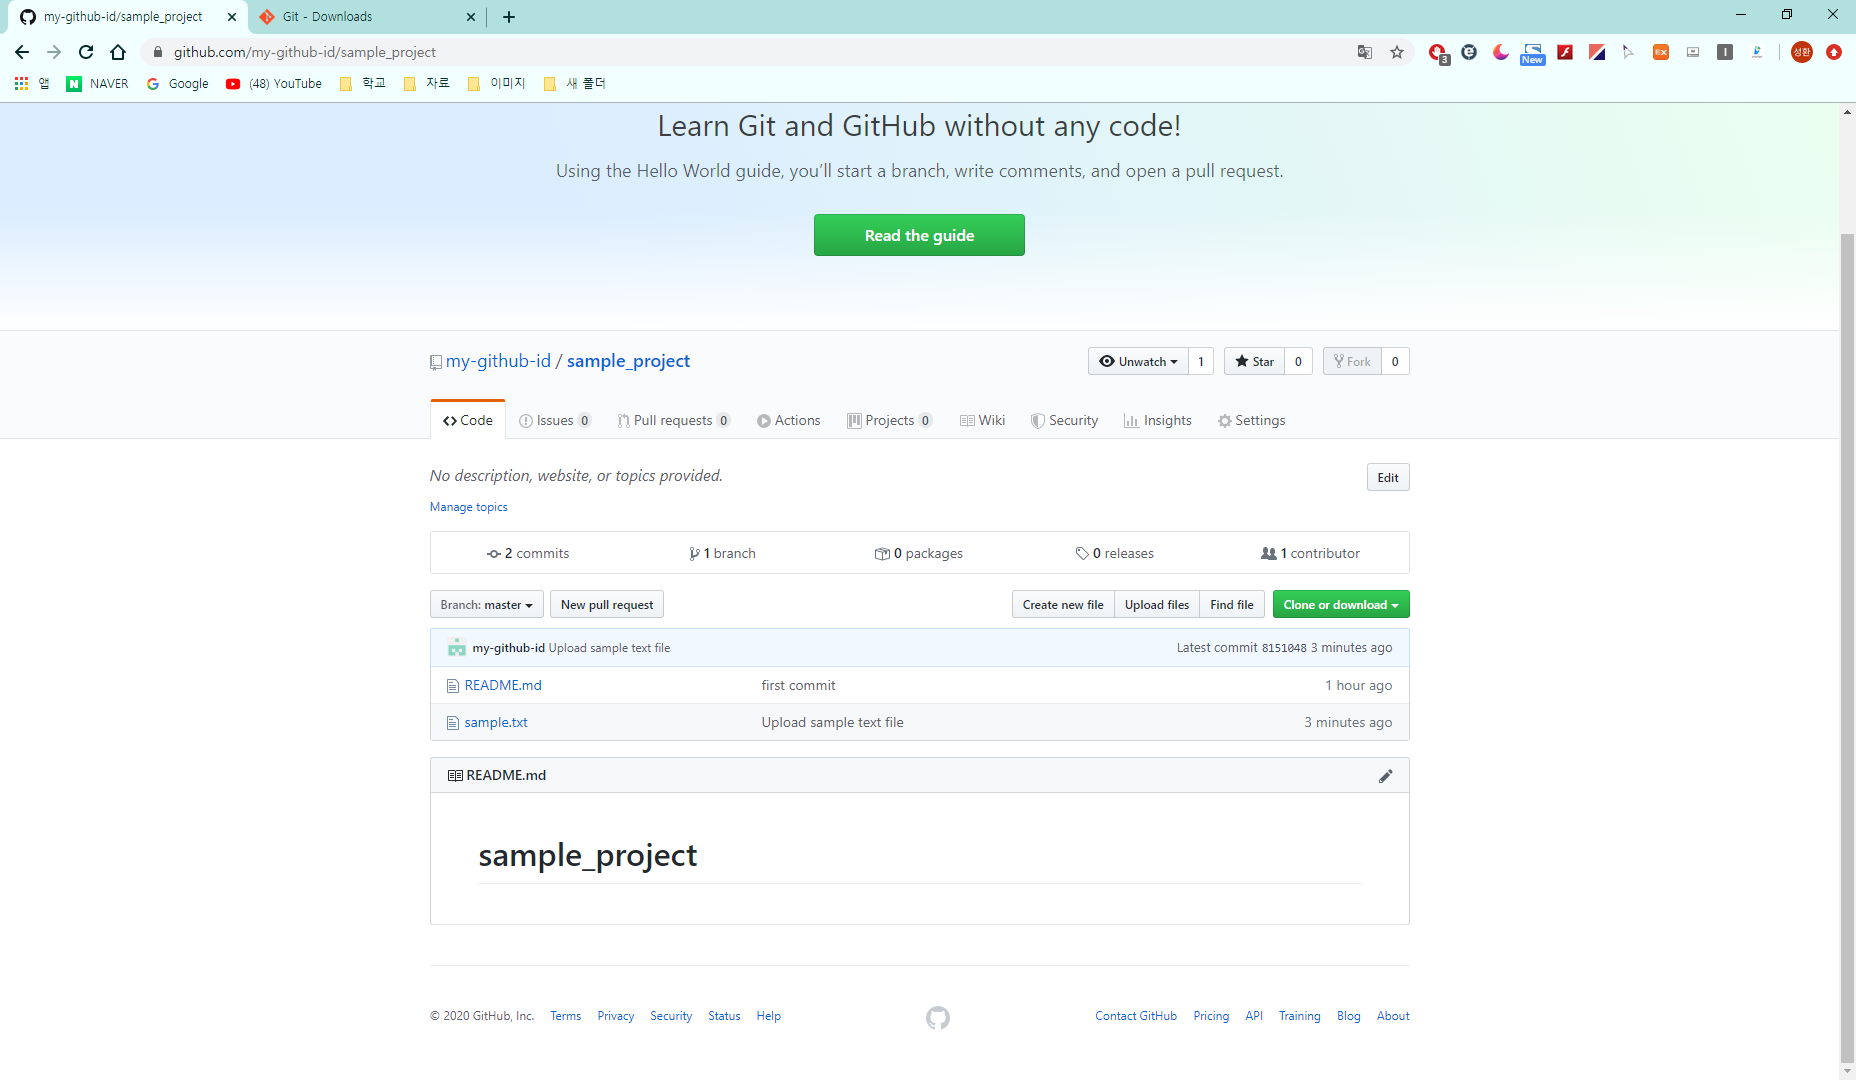 my-github-id/sample_project
Git - Downloads
github.com/my-github-id/sample_project
3
New
EX
성환
앱
NAVER
Google
(48) YouTube
학교
자료
이미지
새 폴더
Learn Git and GitHub without any code!
Using the Hello World guide, you’ll start a branch, write comments, and open a pull request.
Read the guide
my-github-id / sample_project
Unwatch 1
Star 0
Fork 0
Code
Issues 0
Pull requests 0
Actions
Projects 0
Wiki
Security
Insights
Settings
No description, website, or topics provided.
Edit
Manage topics
2 commits
1 branch
0 packages
0 releases
1 contributor
Branch: master
New pull request
Create new file
Upload files
Find file
Clone or download
my-github-id Upload sample text file
Latest commit 8151048 3 minutes ago
README.md
first commit
1 hour ago
sample.txt
Upload sample text file
3 minutes ago
README.md
sample_project
© 2020 GitHub, Inc.
Terms
Privacy
Security
Status
Help
Contact GitHub
Pricing
API
Training
Blog
About